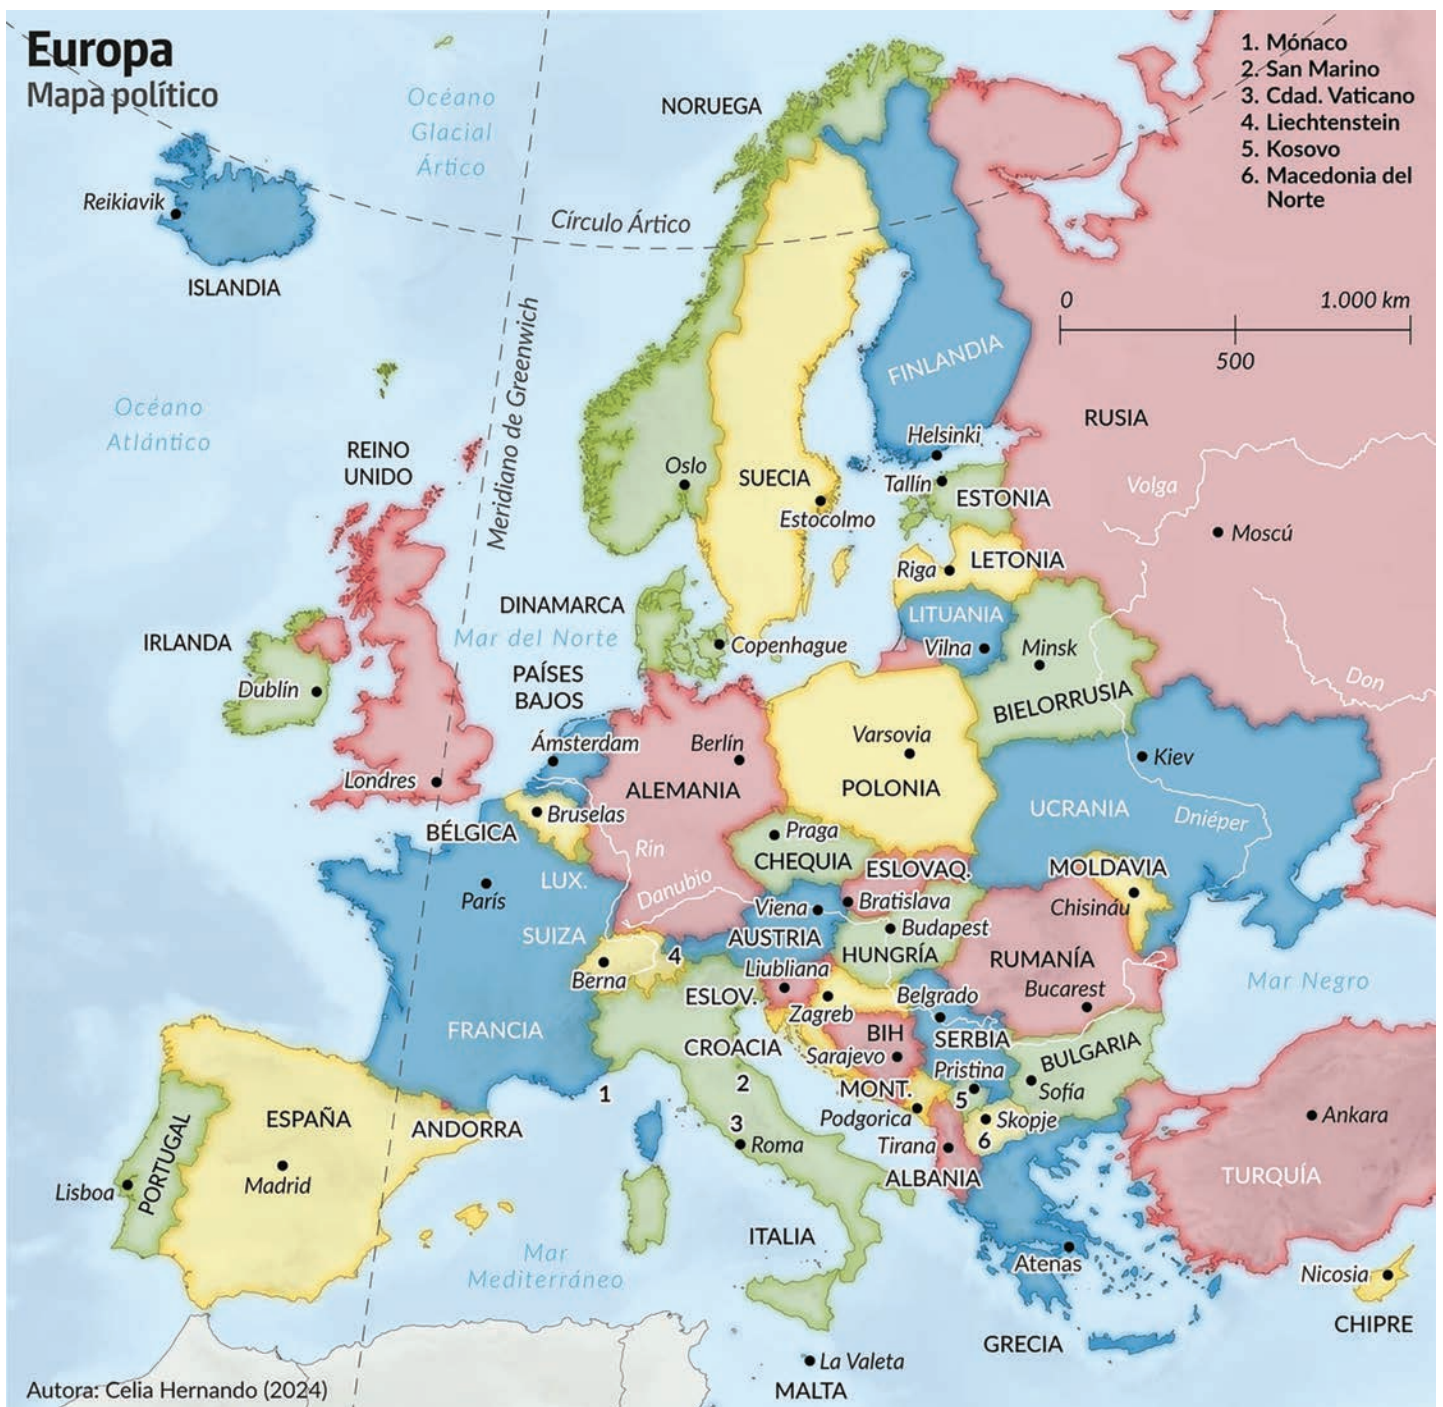 Europa
Mapa político
1. Mónaco
2. San Marino
3. Cdad. Vaticano
4. Liechtenstein
5. Kosovo
6. Macedonia del
Norte
Océano
Glacial
Ártico
NORUEGA
Reikiavik
Círculo Ártico
ISLANDIA
0
1.000 km
500
Meridiano de Greenwich
FINLANDIA
Océano
Atlántico
RUSIA
REINO
UNIDO
Helsinki
Oslo
SUECIA
Tallín
ESTONIA
Volga
Estocolmo
Moscú
LETONIA
Riga
DINAMARCA
LITUANIA
Mar del Norte
IRLANDA
Copenhague
Vilna
Minsk
PAÍSES
BAJOS
Dublín
Don
BIELORRUSIA
Ámsterdam
Berlín
Varsovia
Kiev
Londres
ALEMANIA
POLONIA
UCRANIA
Bruselas
Dniéper
BÉLGICA
Praga
Rin
CHEQUIA
ESLOVAQ.
MOLDAVIA
LUX.
Danubio
París
Viena
Bratislava
Chisináu
SUIZA
AUSTRIA
Budapest
4
HUNGRÍA
RUMANÍA
Berna
Liubliana
Mar Negro
ESLOV.
Belgrado
Bucarest
Zagreb
FRANCIA
BIH
SERBIA
CROACIA
Sarajevo
BULGARIA
Pristina
1
2
MONT.
5
Sofía
ESPAÑA
ANDORRA
Podgorica
Skopje
Ankara
3
6
Roma
Tirana
PORTUGAL
ALBANIA
TURQUÍA
Lisboa
Madrid
ITALIA
Mar
Mediterráneo
Atenas
Nicosia
CHIPRE
GRECIA
La Valeta
MALTA
Autora: Celia Hernando (2024)